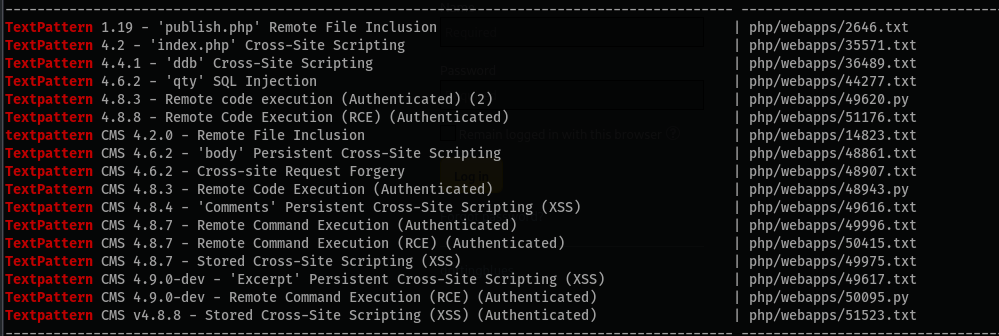 TextPattern 1.19 - 'publish.php' Remote File Inclusion | php/webapps/2646.txt
TextPattern 4.2 - 'index.php' Cross-Site Scripting | php/webapps/35571.txt
TextPattern 4.4.1 - 'ddb' Cross-Site Scripting | php/webapps/36489.txt
TextPattern 4.6.2 - 'qty' SQL Injection | php/webapps/44277.txt
Textpattern 4.8.3 - Remote code execution (Authenticated) (2) | php/webapps/49620.py
Textpattern 4.8.8 - Remote Code Execution (RCE) (Authenticated) | php/webapps/51176.txt
textpattern CMS 4.2.0 - Remote File Inclusion | php/webapps/14823.txt
Textpattern CMS 4.6.2 - 'body' Persistent Cross-Site Scripting | php/webapps/48861.txt
Textpattern CMS 4.6.2 - Cross-site Request Forgery | php/webapps/48907.txt
Textpattern CMS 4.8.3 - Remote Code Execution (Authenticated) | php/webapps/48943.py
Textpattern CMS 4.8.4 - 'Comments' Persistent Cross-Site Scripting (XSS) | php/webapps/49616.txt
TextPattern CMS 4.8.7 - Remote Command Execution (Authenticated) | php/webapps/49996.txt
TextPattern CMS 4.8.7 - Remote Command Execution (RCE) (Authenticated) | php/webapps/50415.txt
Textpattern CMS 4.8.7 - Stored Cross-Site Scripting (XSS) | php/webapps/49975.txt
TextPattern CMS 4.9.0-dev - 'Excerpt' Persistent Cross-Site Scripting (XSS) | php/webapps/49617.txt
TextPattern CMS 4.9.0-dev - Remote Command Execution (RCE) (Authenticated) | php/webapps/50095.py
Textpattern CMS v4.8.8 - Stored Cross-Site Scripting (XSS) (Authenticated) | php/webapps/51523.txt
Password
Remain logged in with this browser
Log in